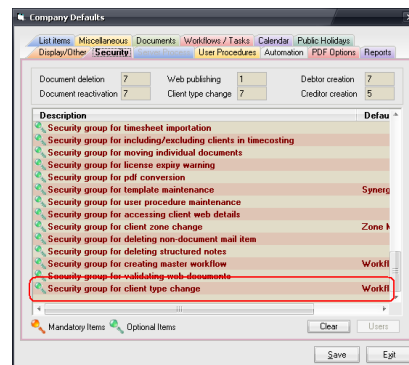 Company Defaults
List items Miscellaneous Documents Workflows / Tasks Calendar Public Holidays
Display/Other Security User Procedures Automation PDF Options Reports
Document deletion 7 Web publishing 1 Debtor creation 7
Document reactivation 7 Client type change 7 Creditor creation 5
Description Defau
Security group for timesheet importation
Security group for including/excluding clients in timecosting
Security group for moving individual documents
Security group for license expiry warning
Security group for pdf conversion
Security group for template maintenance Synerg
Security group for user procedure maintenance
Security group for accessing client web details
Security group for client zone change Zone M
Security group for deleting non-document mail item
Security group for deleting structured notes
Security group for creating master workflow Workfl
Security group for validating web documents
Security group for client type change Workfl
Mandatory Items Optional Items Clear Users
Save Exit